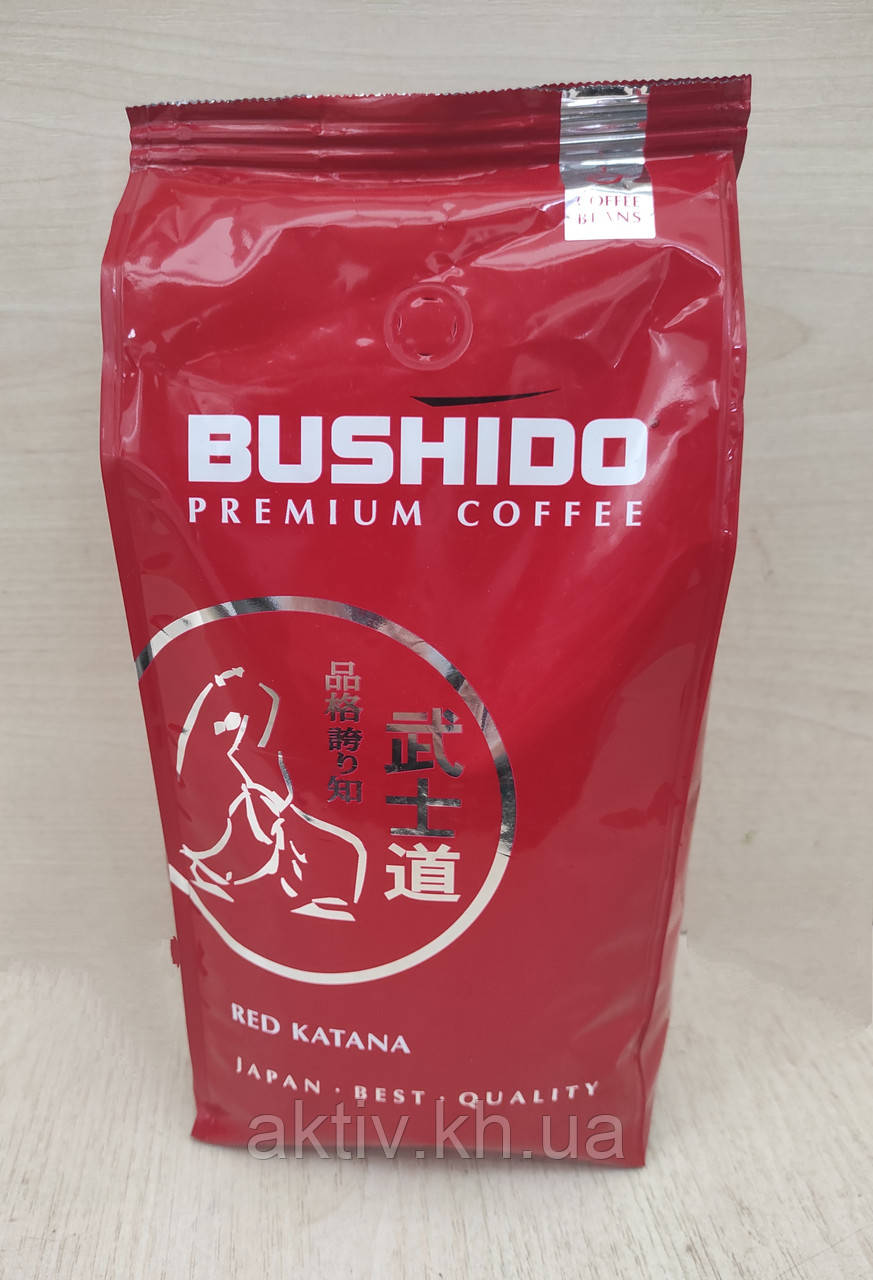 COFFEE
BEANS
BUSHIDO
PREMIUM COFFEE
品格誇り知
武士道
RED KATANA
JAPAN · BEST · QUALITY
aktiv.kh.ua